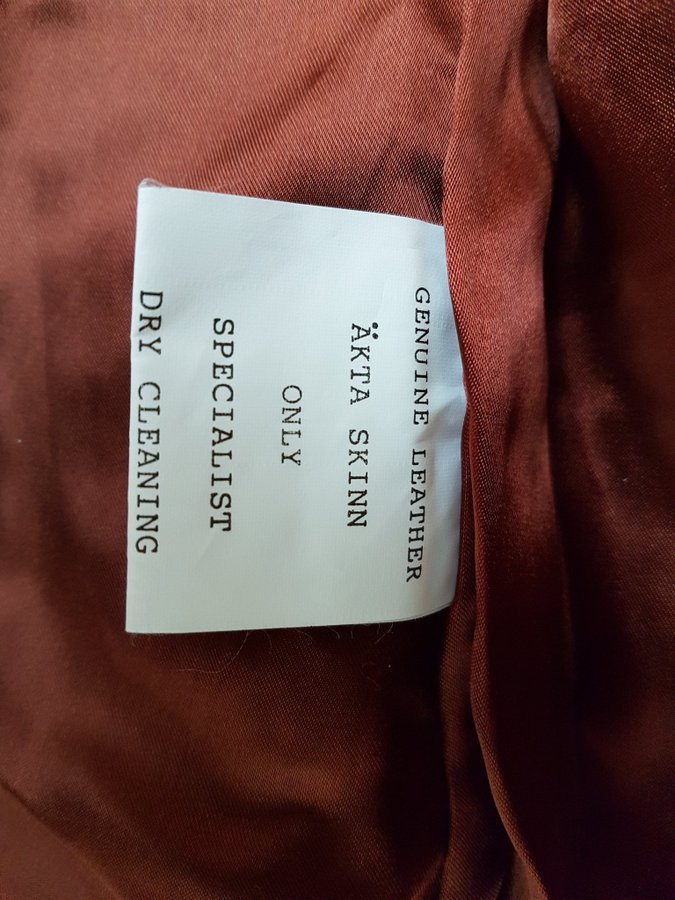 GENUINE LEATHER
ÄKTA SKINN
ONLY
SPECIALIST
DRY CLEANING